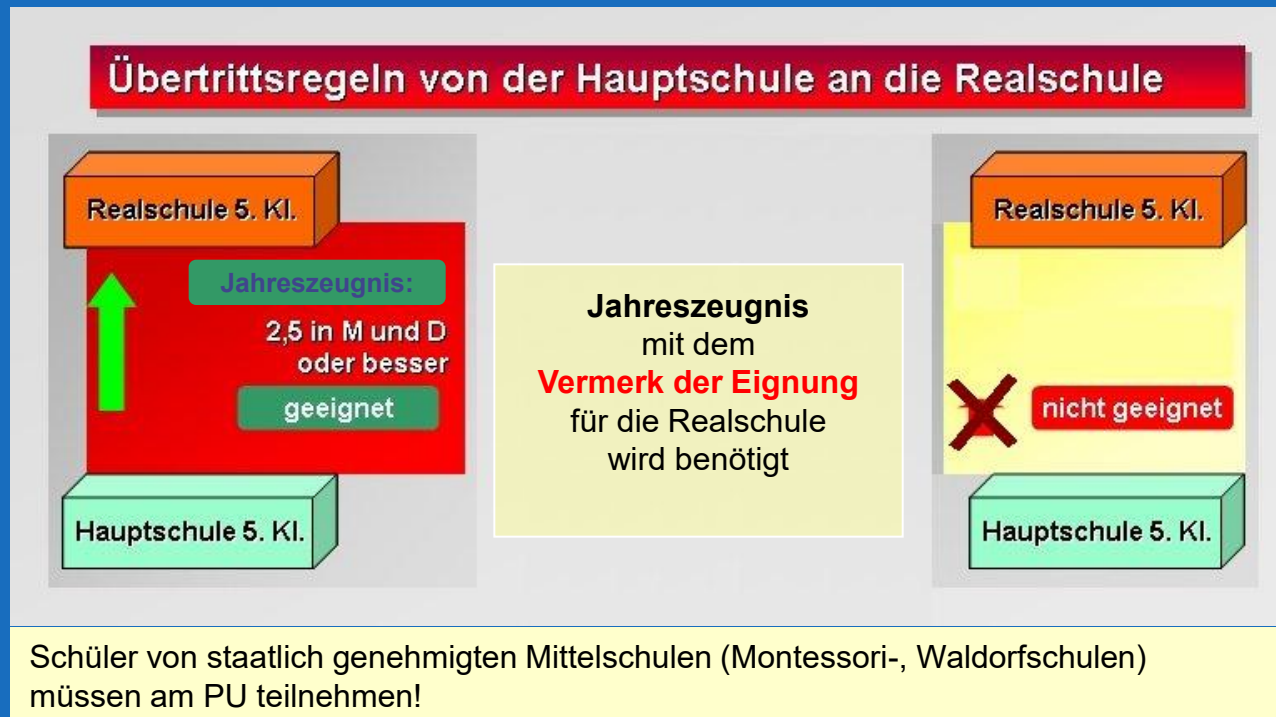 Übertrittsregeln von der Hauptschule an die Realschule
Realschule 5. Kl.
Jahreszeugnis:
2,5 in M und D
oder besser
geeignet
Hauptschule 5. Kl.
Jahreszeugnis
mit dem
Vermerk der Eignung
für die Realschule
wird benötigt
Realschule 5. Kl.
nicht geeignet
Hauptschule 5. Kl.
Schüler von staatlich genehmigten Mittelschulen (Montessori-, Waldorfschulen)
müssen am PU teilnehmen!